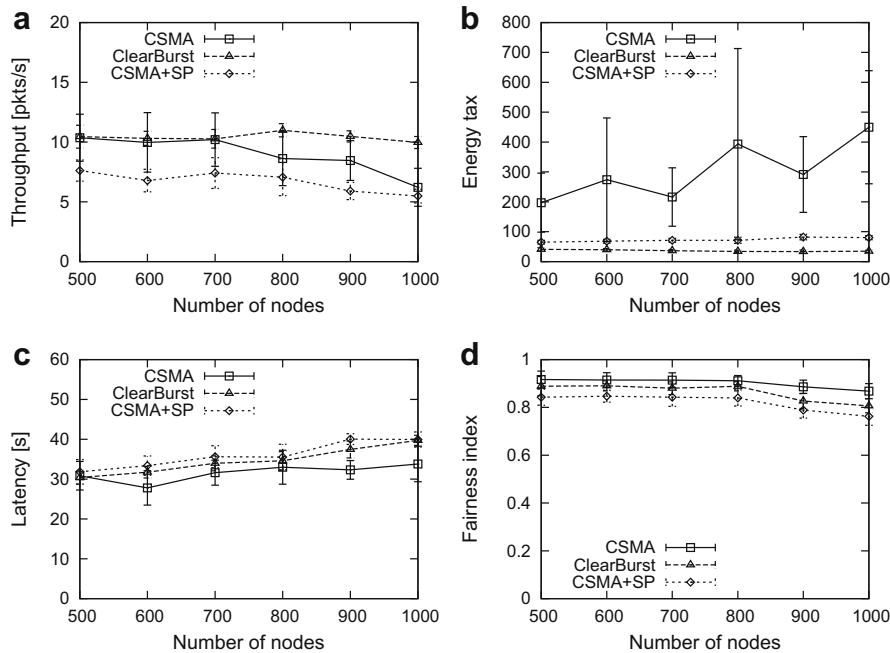 a
Throughput [pkts/s]
20
15
10
5
0
CSMA
ClearBurst
CSMA+SP
500 600 700 800 900 1000
Number of nodes
b
Energy tax
800
700
600
500
400
300
200
100
0
CSMA
ClearBurst
CSMA+SP
500 600 700 800 900 1000
Number of nodes
c
Latency [s]
60
50
40
30
20
10
0
CSMA
ClearBurst
CSMA+SP
500 600 700 800 900 1000
Number of nodes
d
Fairness index
1
0.8
0.6
0.4
0.2
0
CSMA
ClearBurst
CSMA+SP
500 600 700 800 900 1000
Number of nodes